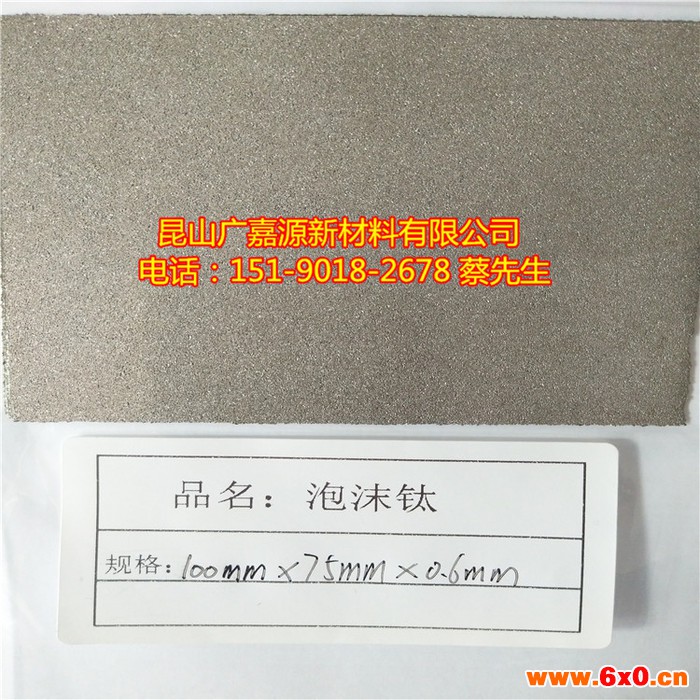 昆山广嘉源新材料有限公司
电话：151-9018-2678 蔡先生
品名：泡沫钛
规格：100mm×75mm×0.6mm
www.6x0.cn